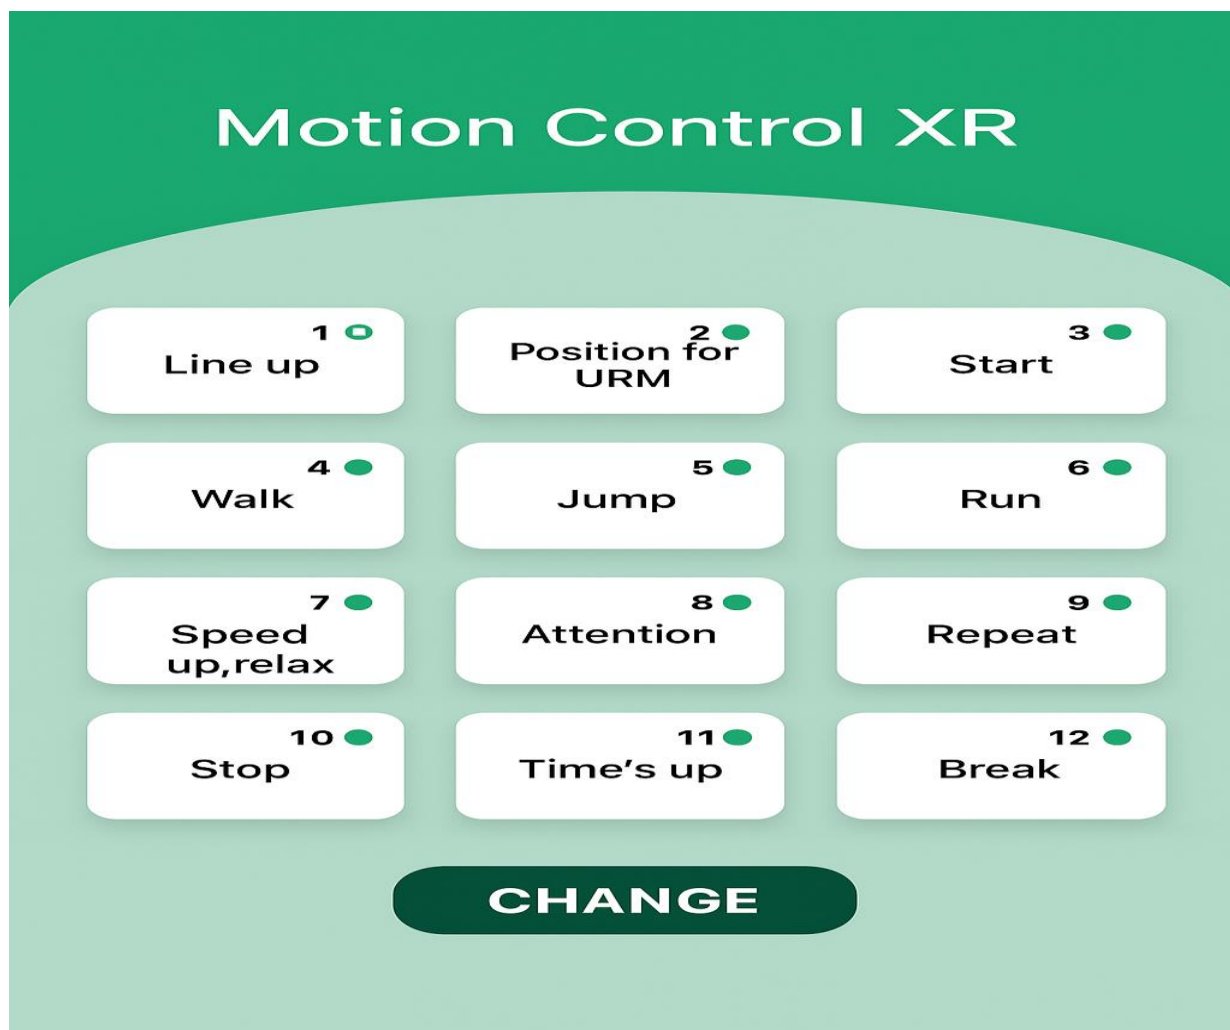 Motion Control XR
1
Line up
2
Position for
URM
3
Start
4
Walk
5
Jump
6
Run
7
Speed
up,relax
8
Attention
9
Repeat
10
Stop
11
Time's up
12
Break
CHANGE